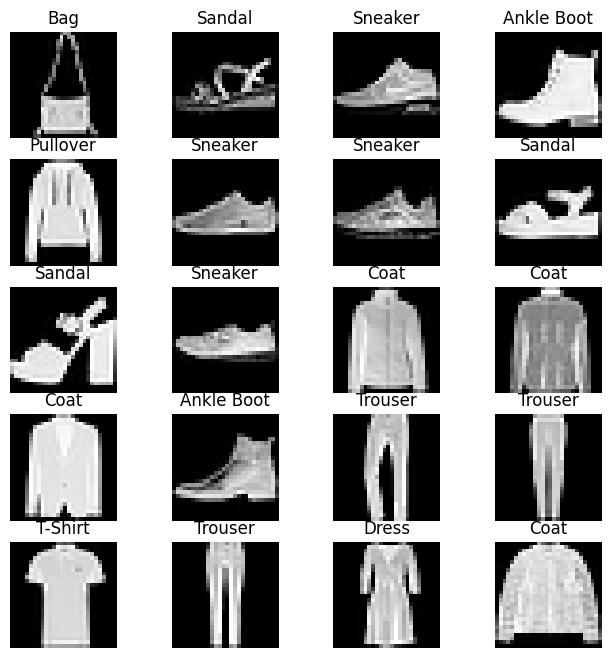 Bag Sandal Sneaker Ankle Boot
Pullover Sneaker Sneaker Sandal
Sandal Sneaker Coat Coat
Coat Ankle Boot Trouser Trouser
T-Shirt Trouser Dress Coat